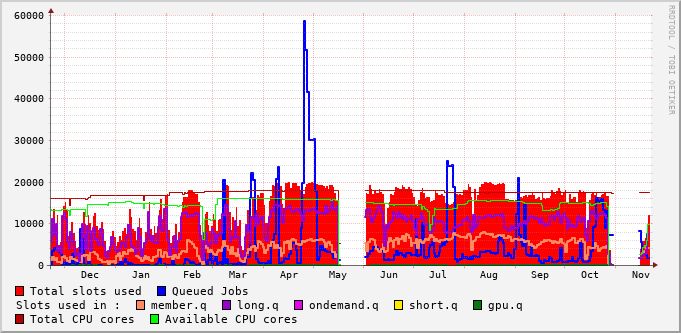 60000
50000
40000
30000
20000
10000
0
Dec Jan Feb Mar Apr May Jun Jul Aug Sep Oct Nov
RRDTOOL / TOBI OETIKER
Total slots used Queued Jobs
Slots used in : member.q long.q ondemand.q short.q gpu.q
Total CPU cores Available CPU cores